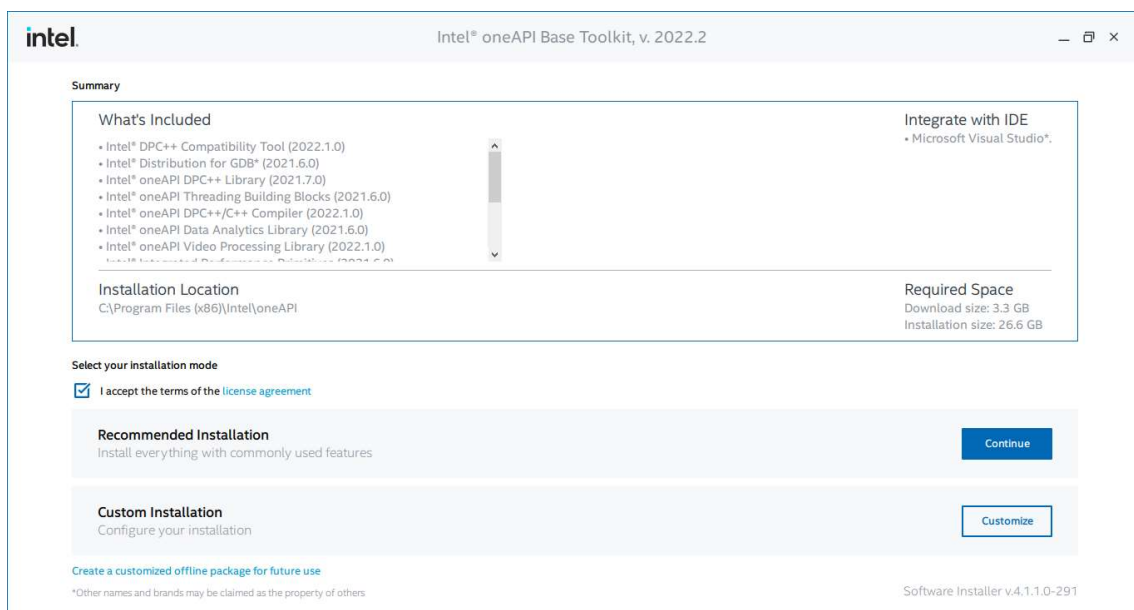 intel.
Intel® oneAPI Base Toolkit, v. 2022.2
Summary
What's Included
• Intel® DPC++ Compatibility Tool (2022.1.0)
• Intel® Distribution for GDB* (2021.6.0)
• Intel® oneAPI DPC++ Library (2021.7.0)
• Intel® oneAPI Threading Building Blocks (2021.6.0)
• Intel® oneAPI DPC++/C++ Compiler (2022.1.0)
• Intel® oneAPI Data Analytics Library (2021.6.0)
• Intel® oneAPI Video Processing Library (2022.1.0)
• Intel® Integrated Performance Primitives (2021.6.0)
Integrate with IDE
• Microsoft Visual Studio*.
Installation Location
C:\Program Files (x86)\Intel\oneAPI
Required Space
Download size: 3.3 GB
Installation size: 26.6 GB
Select your installation mode
I accept the terms of the license agreement
Recommended Installation
Install everything with commonly used features
Continue
Custom Installation
Configure your installation
Customize
Create a customized offline package for future use
*Other names and brands may be claimed as the property of others
Software Installer v.4.1.1.0-291